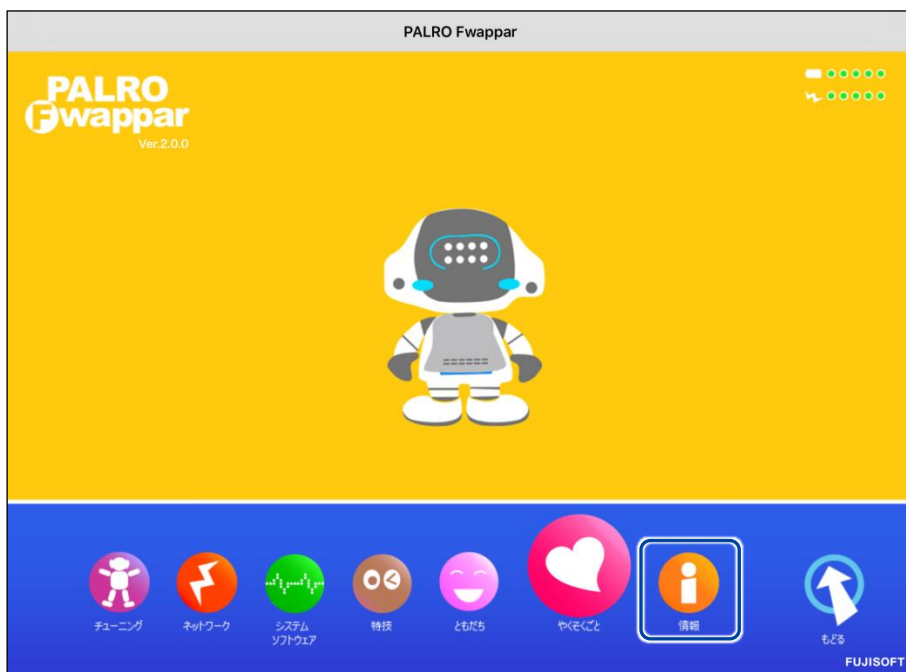 PALRO Fwappar
PALRO
Fwappar
Ver.2.0.0
チューニング
ネットワーク
システム
ソフトウェア
特技
ともだち
やくそくごと
情報
もどる
FUJISOFT